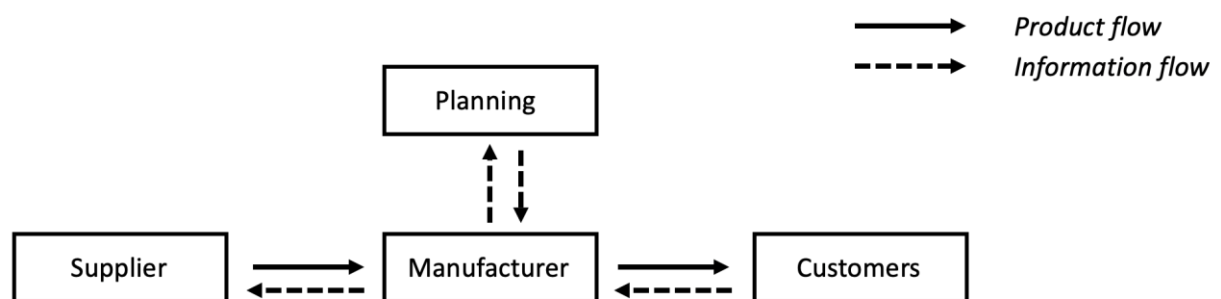 Product flow
Information flow
Planning
Supplier
Manufacturer
Customers